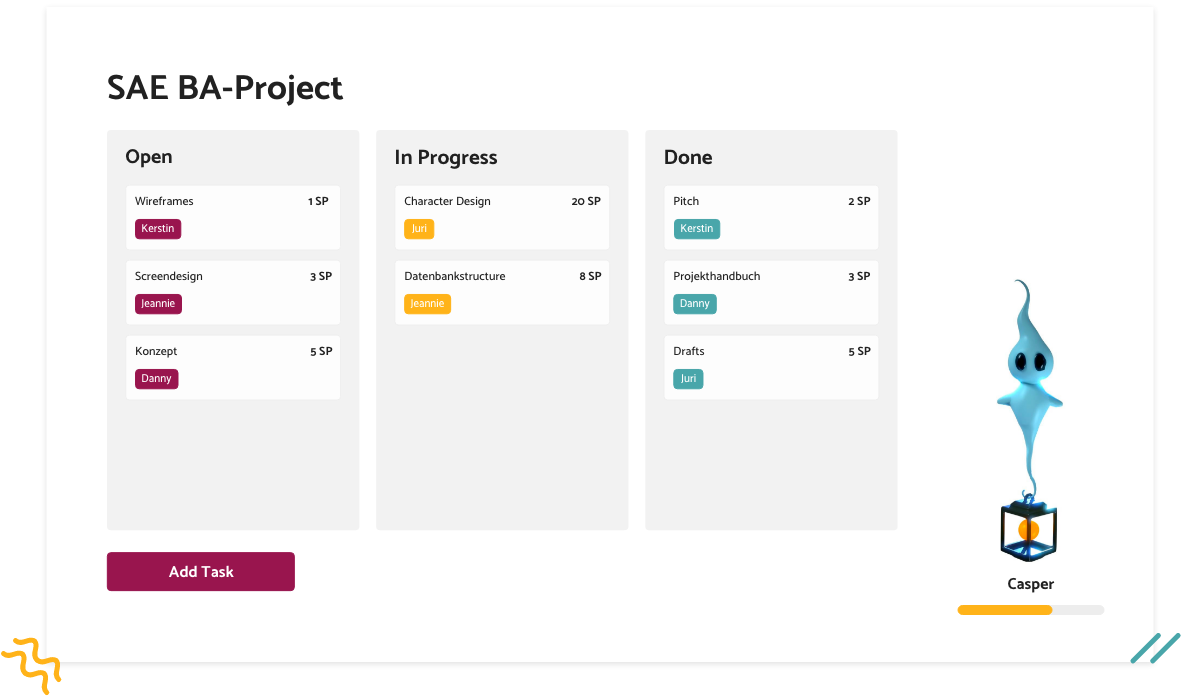 SAE BA-Project
Open
Wireframes 1 SP
Kerstin
Screendesign 3 SP
Jeannie
Konzept 5 SP
Danny
In Progress
Character Design 20 SP
Juri
Datenbankstructure 8 SP
Jeannie
Done
Pitch 2 SP
Kerstin
Projekthandbuch 3 SP
Danny
Drafts 5 SP
Juri
Add Task
Casper